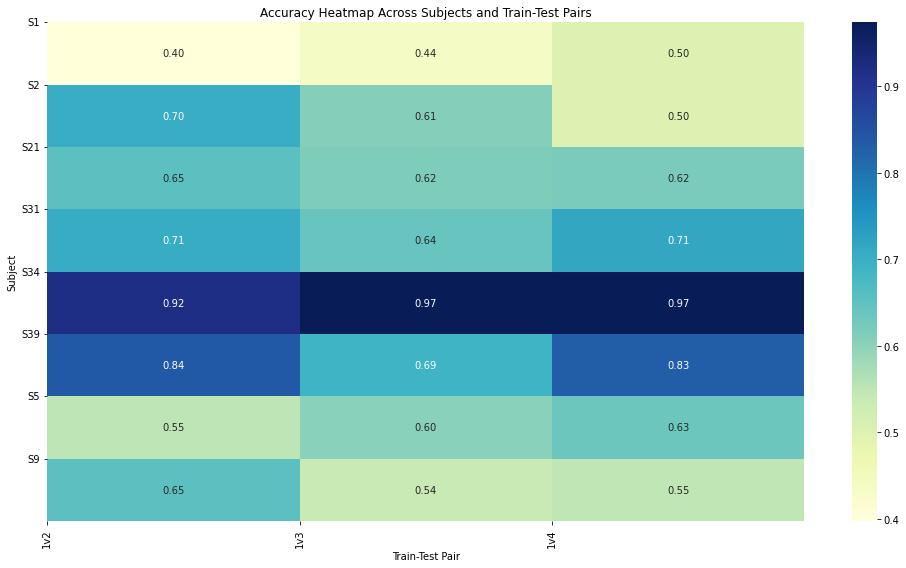 Accuracy Heatmap Across Subjects and Train-Test Pairs
S1
0.40 0.44 0.50
S2
0.70 0.61 0.50
S21
0.65 0.62 0.62
S31
0.71 0.64 0.71
S34
0.92 0.97 0.97
S39
0.84 0.69 0.83
S5
0.55 0.60 0.63
S9
0.65 0.54 0.55
Subject
1v2 1v3 1v4
Train-Test Pair
0.9
0.8
0.7
0.6
0.5
0.4